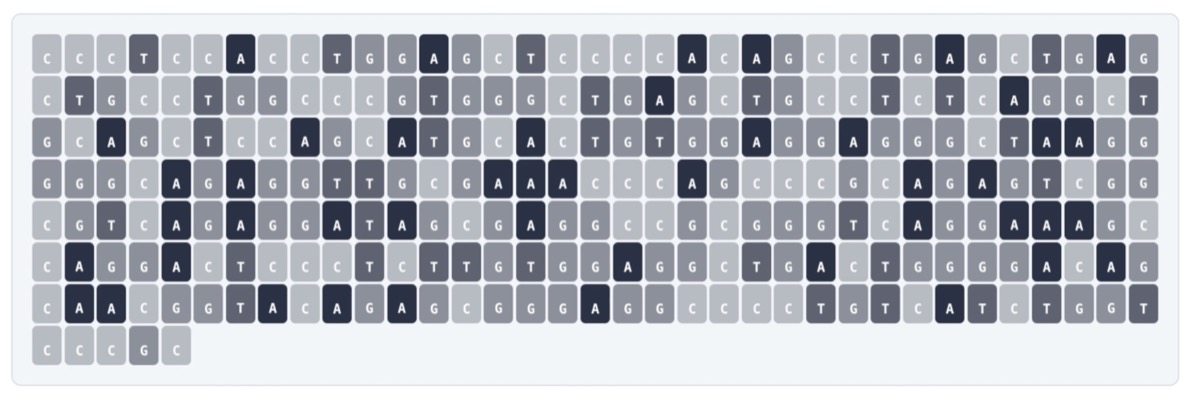 C C C T C C A C C T G G A G C T C C C C A C A G C C T G A G C T G A G
C T G C C T G G C C C G T G G G C T G A G C T G C C T C T C A G G C T
G C A G C T C C A G C A T G C A C T G T G G A G G A G G G C T A A G G
G G G C A G A G G T T G C G A A A C C C A G C C C G C A G A G T C G G
C G T C A G A G G A T A G C G A G G C C G C G G G T C A G G A A A G C
C A G G A C T C C C T C T T G T G G A G G C T G A C T G G G G A C A G
C A A C G G T A C A G A G C G G G A G G C C C C T G T C A T C T G G T
C C C G C